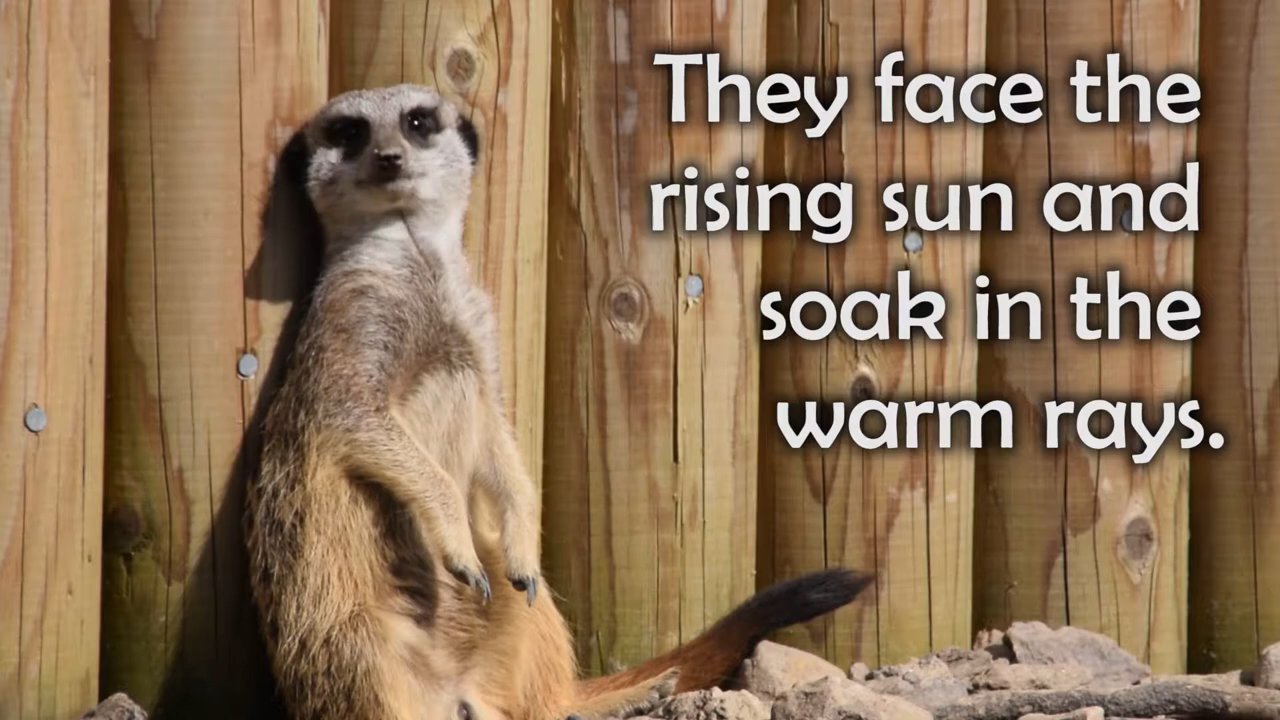 They face the
rising sun and
soak in the
warm rays.